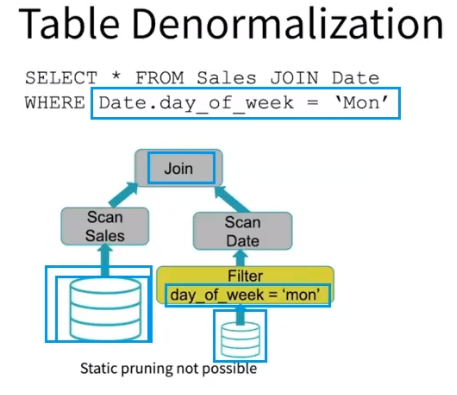 Table Denormalization
SELECT * FROM Sales JOIN Date
WHERE Date.day_of_week = ‘Mon’
Join
Scan
Sales
Scan
Date
Filter
day_of_week = ‘mon’
Static pruning not possible